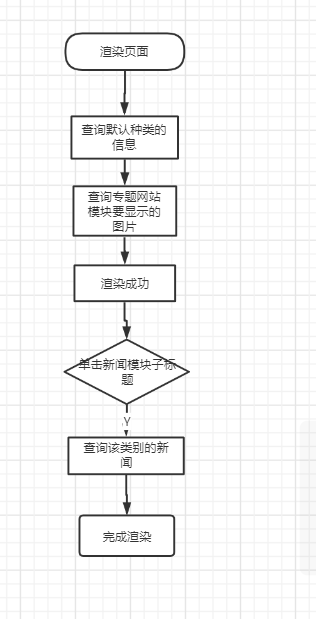 渲染页面
查询默认种类的
信息
查询专题网站
模块要显示的
图片
渲染成功
单击新闻模块子标
题
Y
查询该类别的新
闻
完成渲染